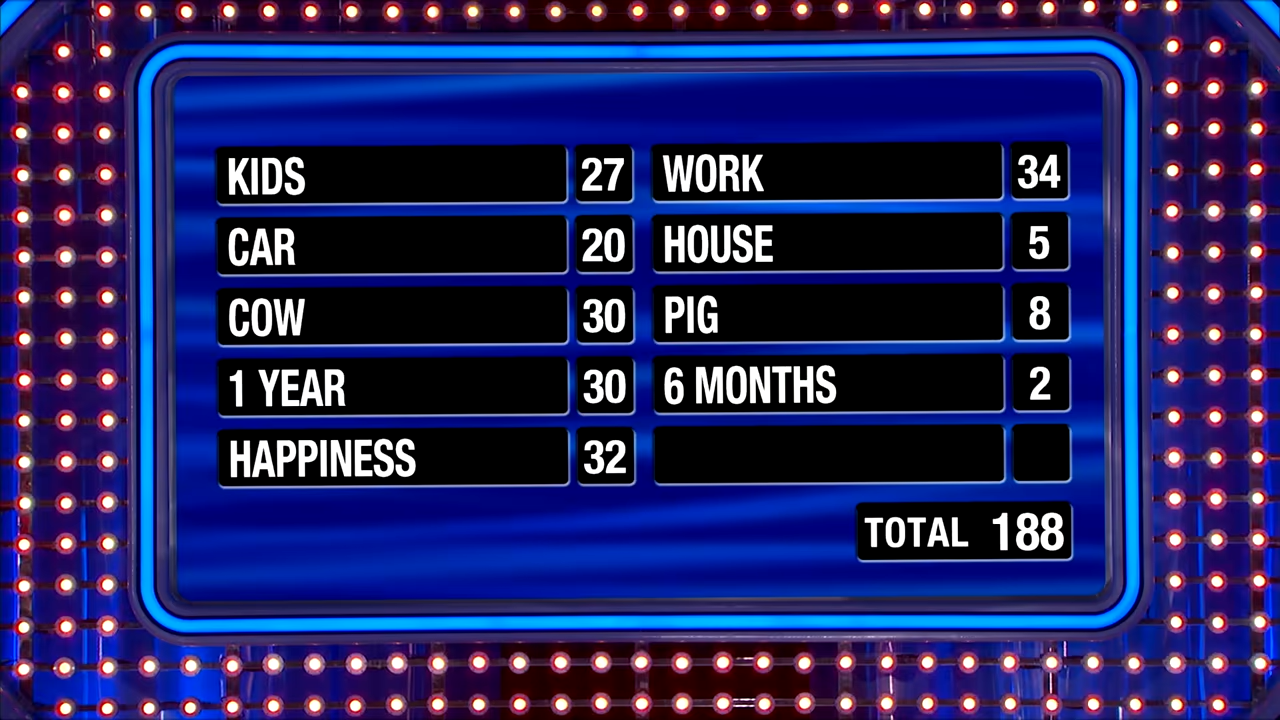 KIDS 27 WORK 34
CAR 20 HOUSE 5
COW 30 PIG 8
1 YEAR 30 6 MONTHS 2
HAPPINESS 32
TOTAL 188